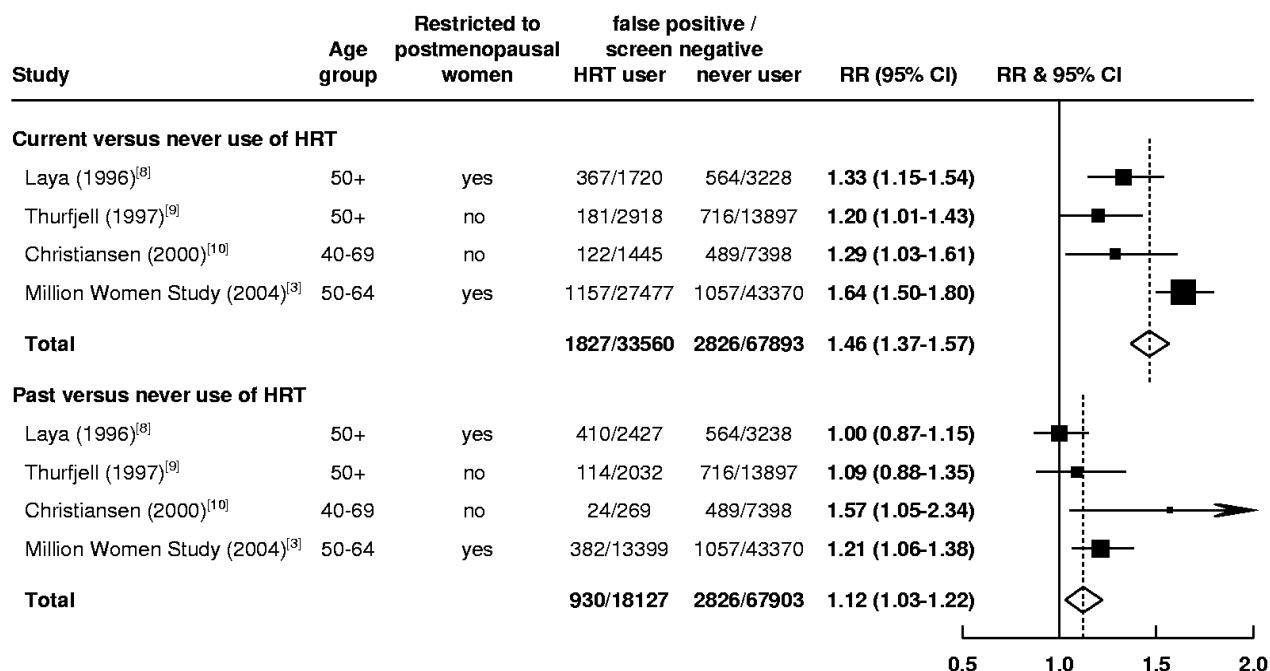 Restricted to false positive /
Age postmenopausal screen negative
Study group women HRT user never user RR (95% CI) RR & 95% CI
Current versus never use of HRT
Laya (1996)[8] 50+ yes 367/1720 564/3228 1.33 (1.15-1.54)
Thurfjell (1997)[9] 50+ no 181/2918 716/13897 1.20 (1.01-1.43)
Christiansen (2000)[10] 40-69 no 122/1445 489/7398 1.29 (1.03-1.61)
Million Women Study (2004)[3] 50-64 yes 1157/27477 1057/43370 1.64 (1.50-1.80)
Total 1827/33560 2826/67893 1.46 (1.37-1.57)
Past versus never use of HRT
Laya (1996)[8] 50+ yes 410/2427 564/3238 1.00 (0.87-1.15)
Thurfjell (1997)[9] 50+ no 114/2032 716/13897 1.09 (0.88-1.35)
Christiansen (2000)[10] 40-69 no 24/269 489/7398 1.57 (1.05-2.34)
Million Women Study (2004)[3] 50-64 yes 382/13399 1057/43370 1.21 (1.06-1.38)
Total 930/18127 2826/67903 1.12 (1.03-1.22)
0.5 1.0 1.5 2.0